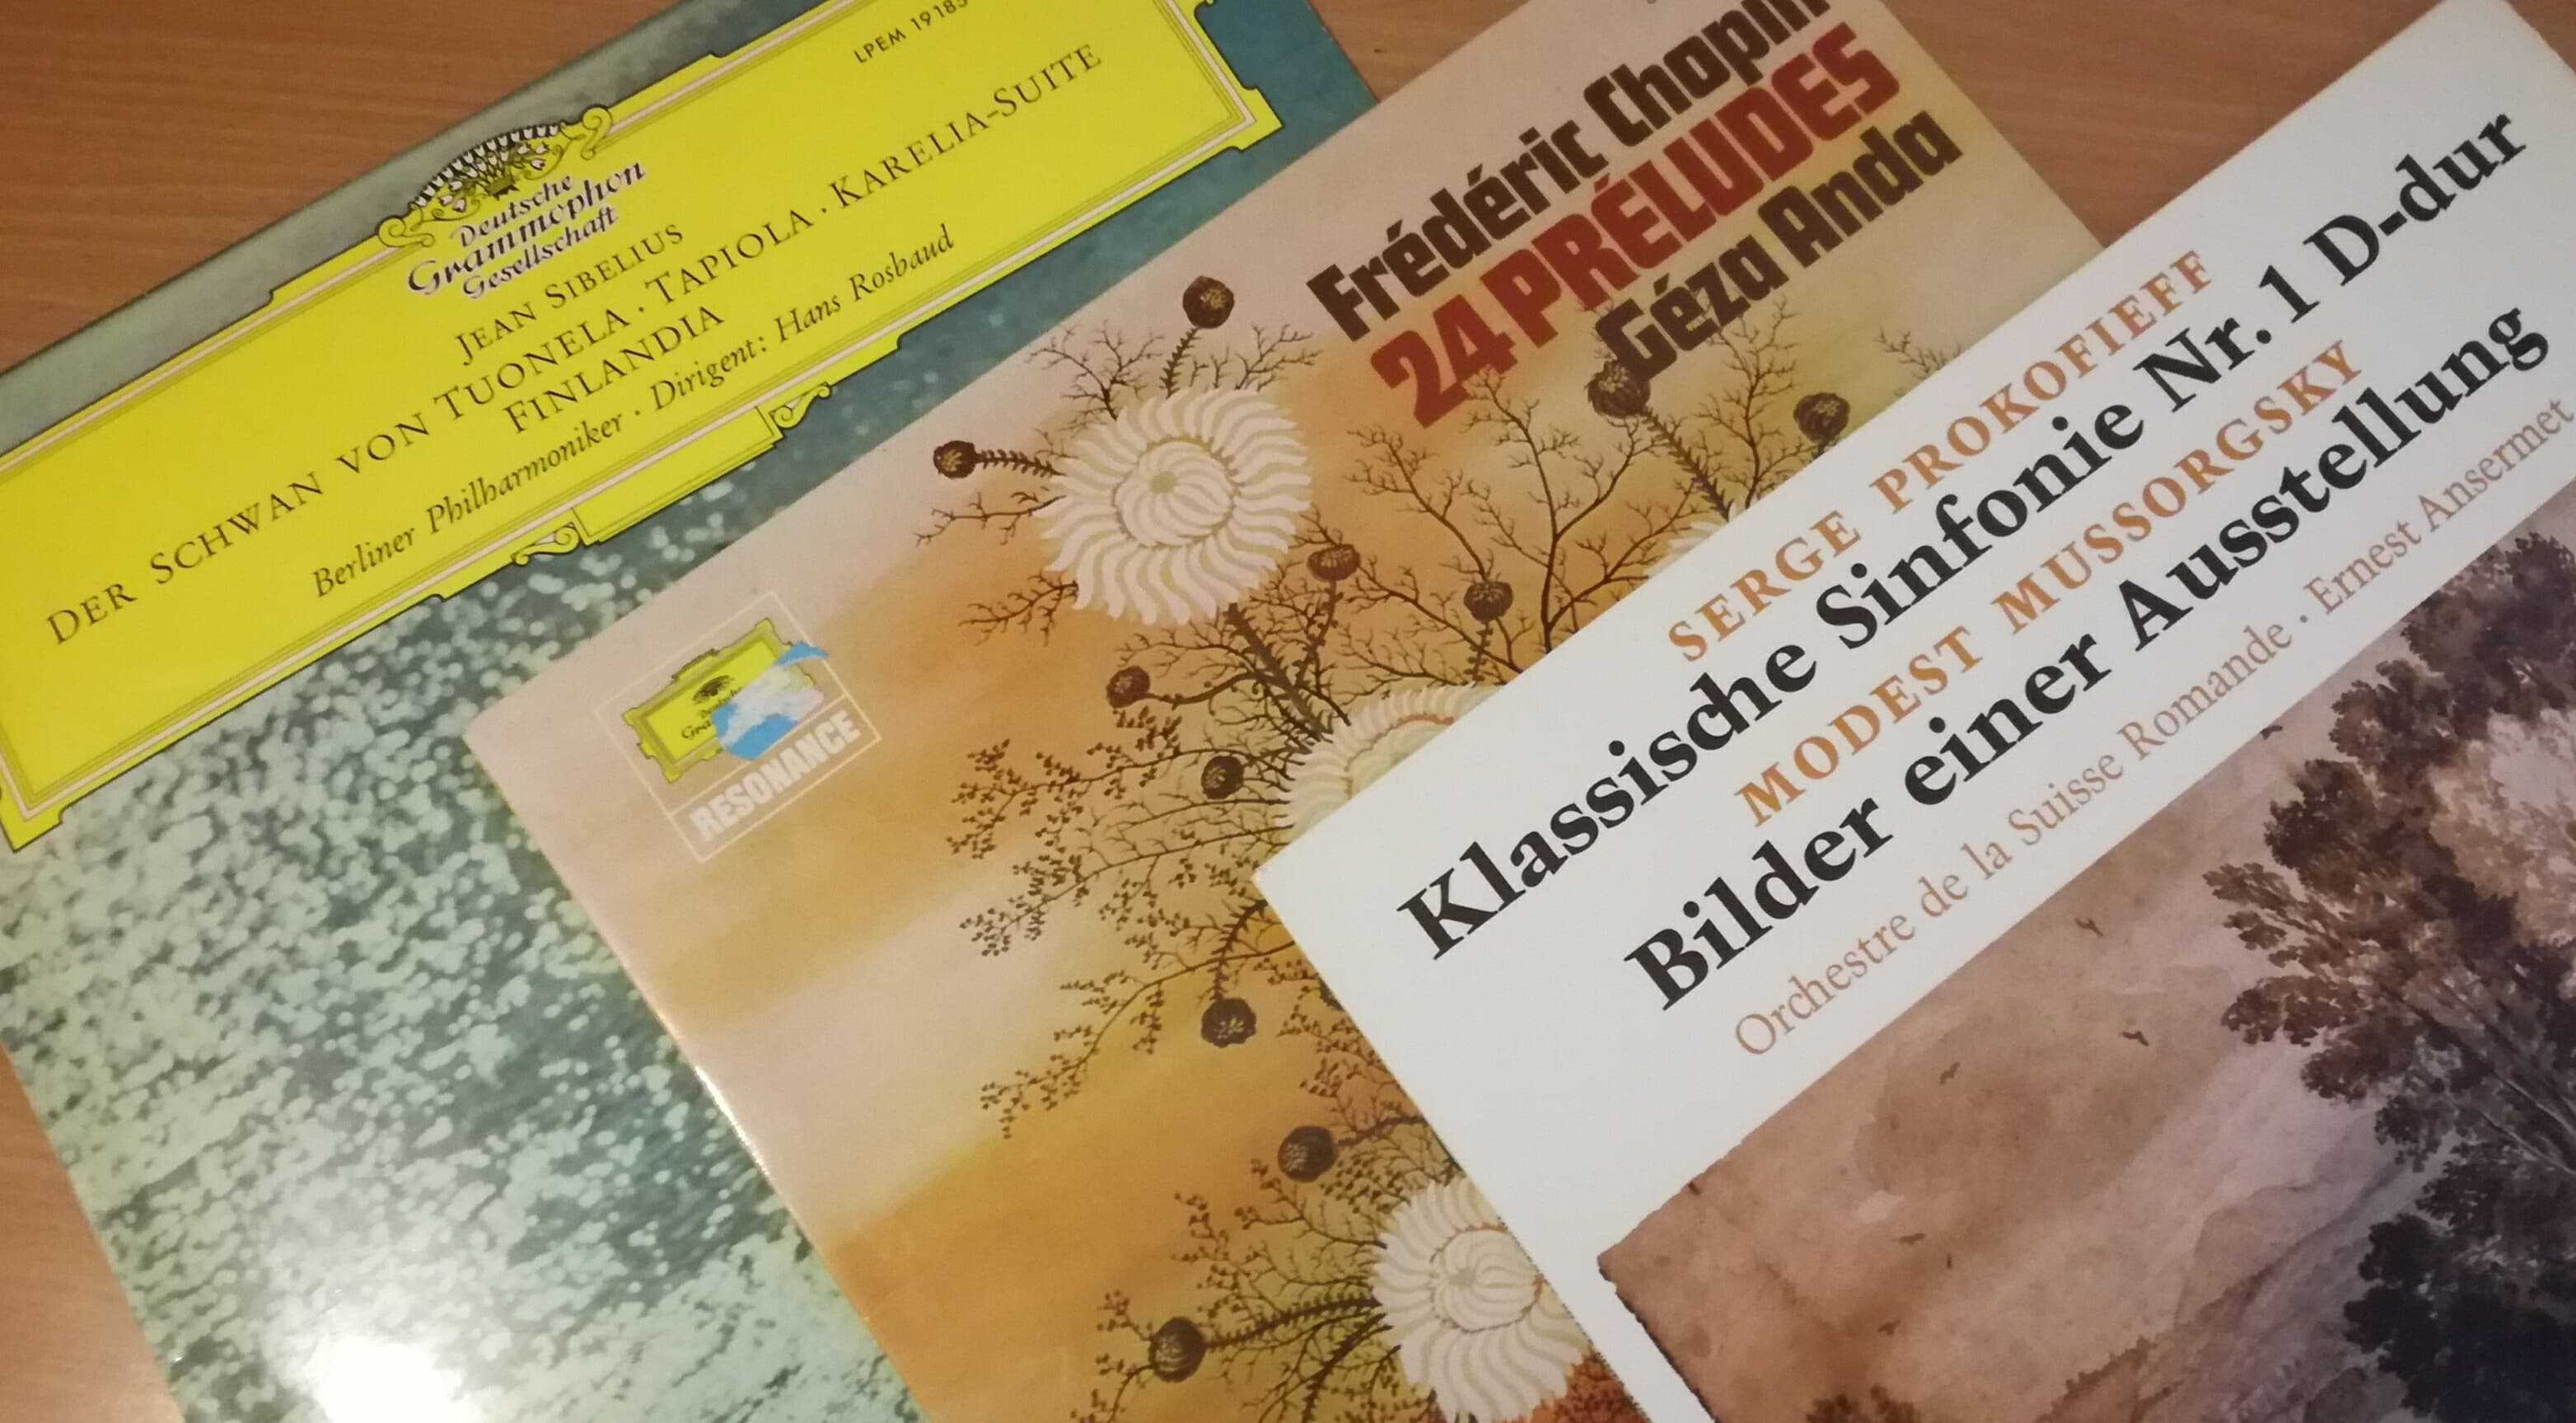 LPEM 19185
Deutsche
Grammophon
Gesellschaft
JEAN SIBELIUS
DER SCHWAN VON TUONELA · TAPIOLA · KARELIA-SUITE
FINLANDIA
Berliner Philharmoniker · Dirigent: Hans Rosbaud
Frédéric Chopin
24 PRÉLUDES
Géza Anda
RESONANCE
SERGE PROKOFIEFF
Klassische Sinfonie Nr. 1 D-dur
MODEST MUSSORGSKY
Bilder einer Ausstellung
Orchestre de la Suisse Romande · Ernest Ansermet